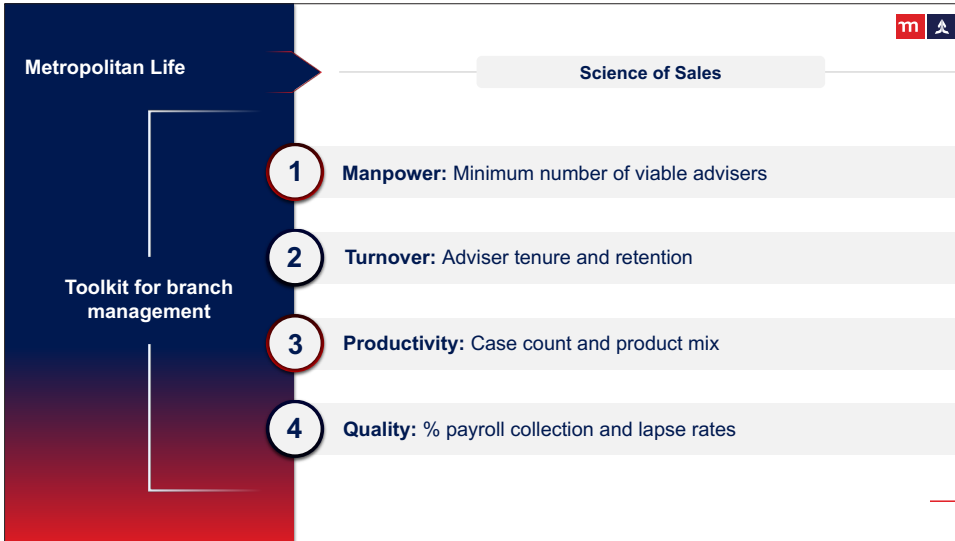 Metropolitan Life
Science of Sales
m
Toolkit for branch
management
1
Manpower: Minimum number of viable advisers
2
Turnover: Adviser tenure and retention
3
Productivity: Case count and product mix
4
Quality: % payroll collection and lapse rates